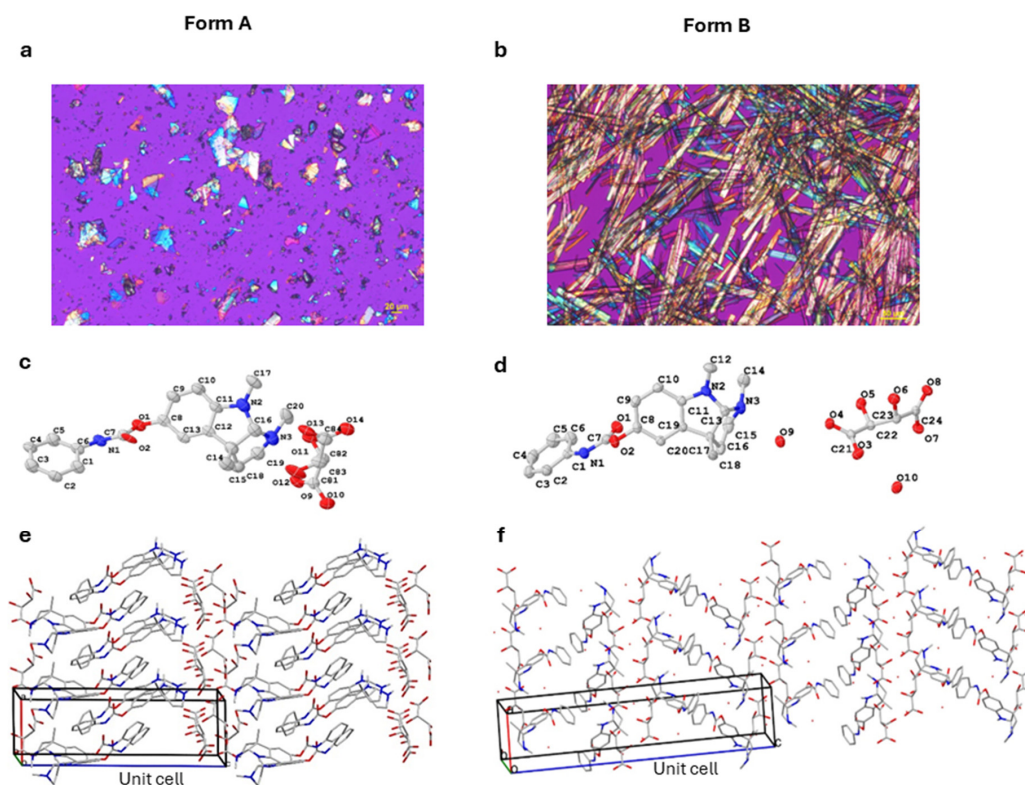 Form A
Form B
a
b
20 µm
c
d
C17
C10
C9
N2
C20
C11
O1
C8
C16
O13
O14
C84
C5
C4
C7
C12
N3
C6
C13
O11
C82
N1
O2
C3
C1
C14
C19
C83
C15
C18
O12
C81
C2
O9
O10
C12
C14
C10
N2
O8
C9
O6
N3
O5
C11
O1
C8
C13
O4
C23
C24
C5
C6
C7
C19
C15
O9
C22
O7
C4
O2
C20
C17
C16
O3
C1
N1
C21
C3
C2
C18
O10
e
f
Unit cell
Unit cell